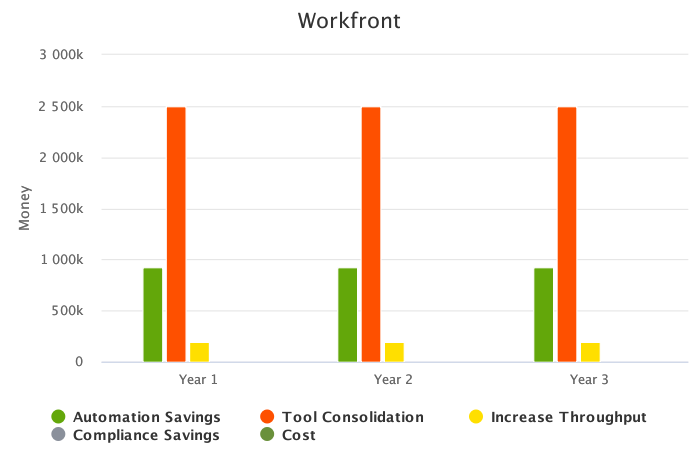 Workfront
3 000k
2 500k
2 000k
1 500k
1 000k
500k
0
Money
Year 1 Year 2 Year 3
Automation Savings Tool Consolidation Increase Throughput
Compliance Savings Cost